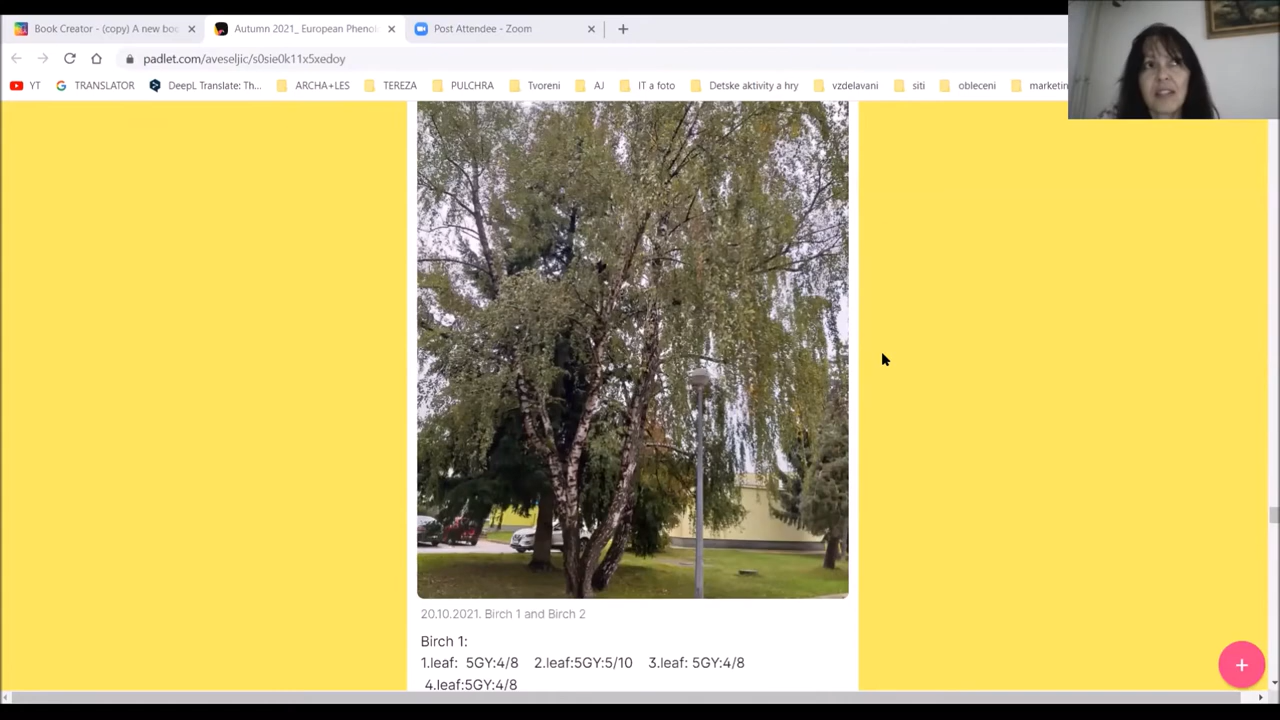 Book Creator - (copy) A new boo
Autumn 2021_ European Phenol
Post Attendee - Zoom
padlet.com/aveseljic/s0sie0k11x5xedoy
YT
TRANSLATOR
DeepL Translate: Th...
ARCHA+LES
TEREZA
PULCHRA
Tvoreni
AJ
IT a foto
Detske aktivity a hry
vzdelavani
siti
obleceni
marketin
20.10.2021. Birch 1 and Birch 2
Birch 1:
1.leaf: 5GY:4/8 2.leaf:5GY:5/10 3.leaf: 5GY:4/8
4.leaf:5GY:4/8